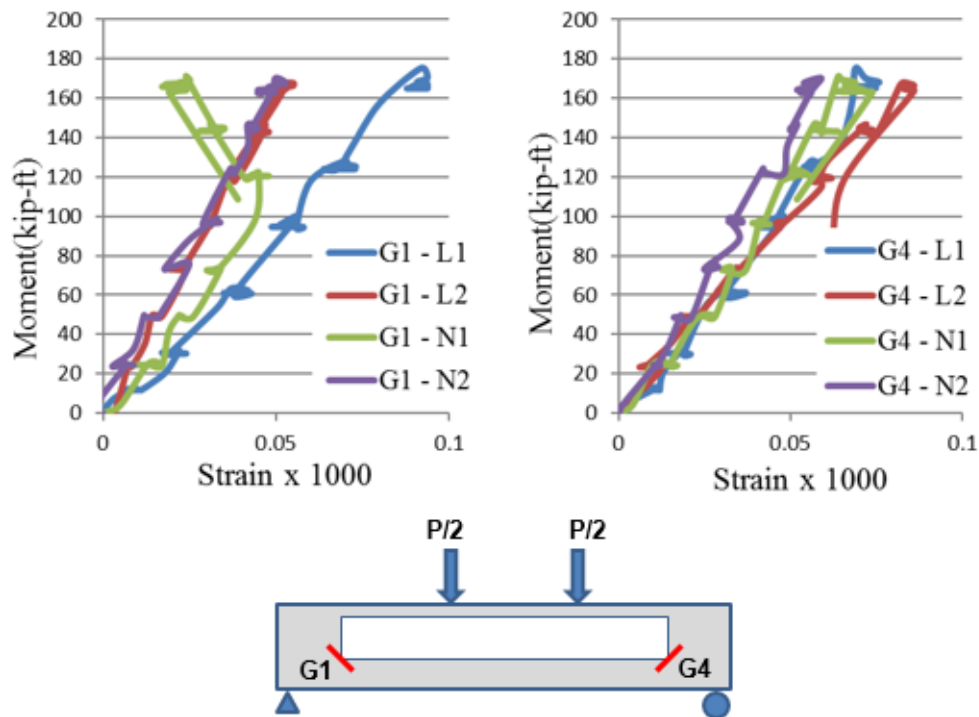 Moment(kip-ft)
200
180
160
140
120
100
80
60
40
20
0
0
0.05
0.1
Strain x 1000
G1 - L1
G1 - L2
G1 - N1
G1 - N2
Moment(kip-ft)
200
180
160
140
120
100
80
60
40
20
0
0
0.05
0.1
Strain x 1000
G4 - L1
G4 - L2
G4 - N1
G4 - N2
P/2 P/2
G1 G4